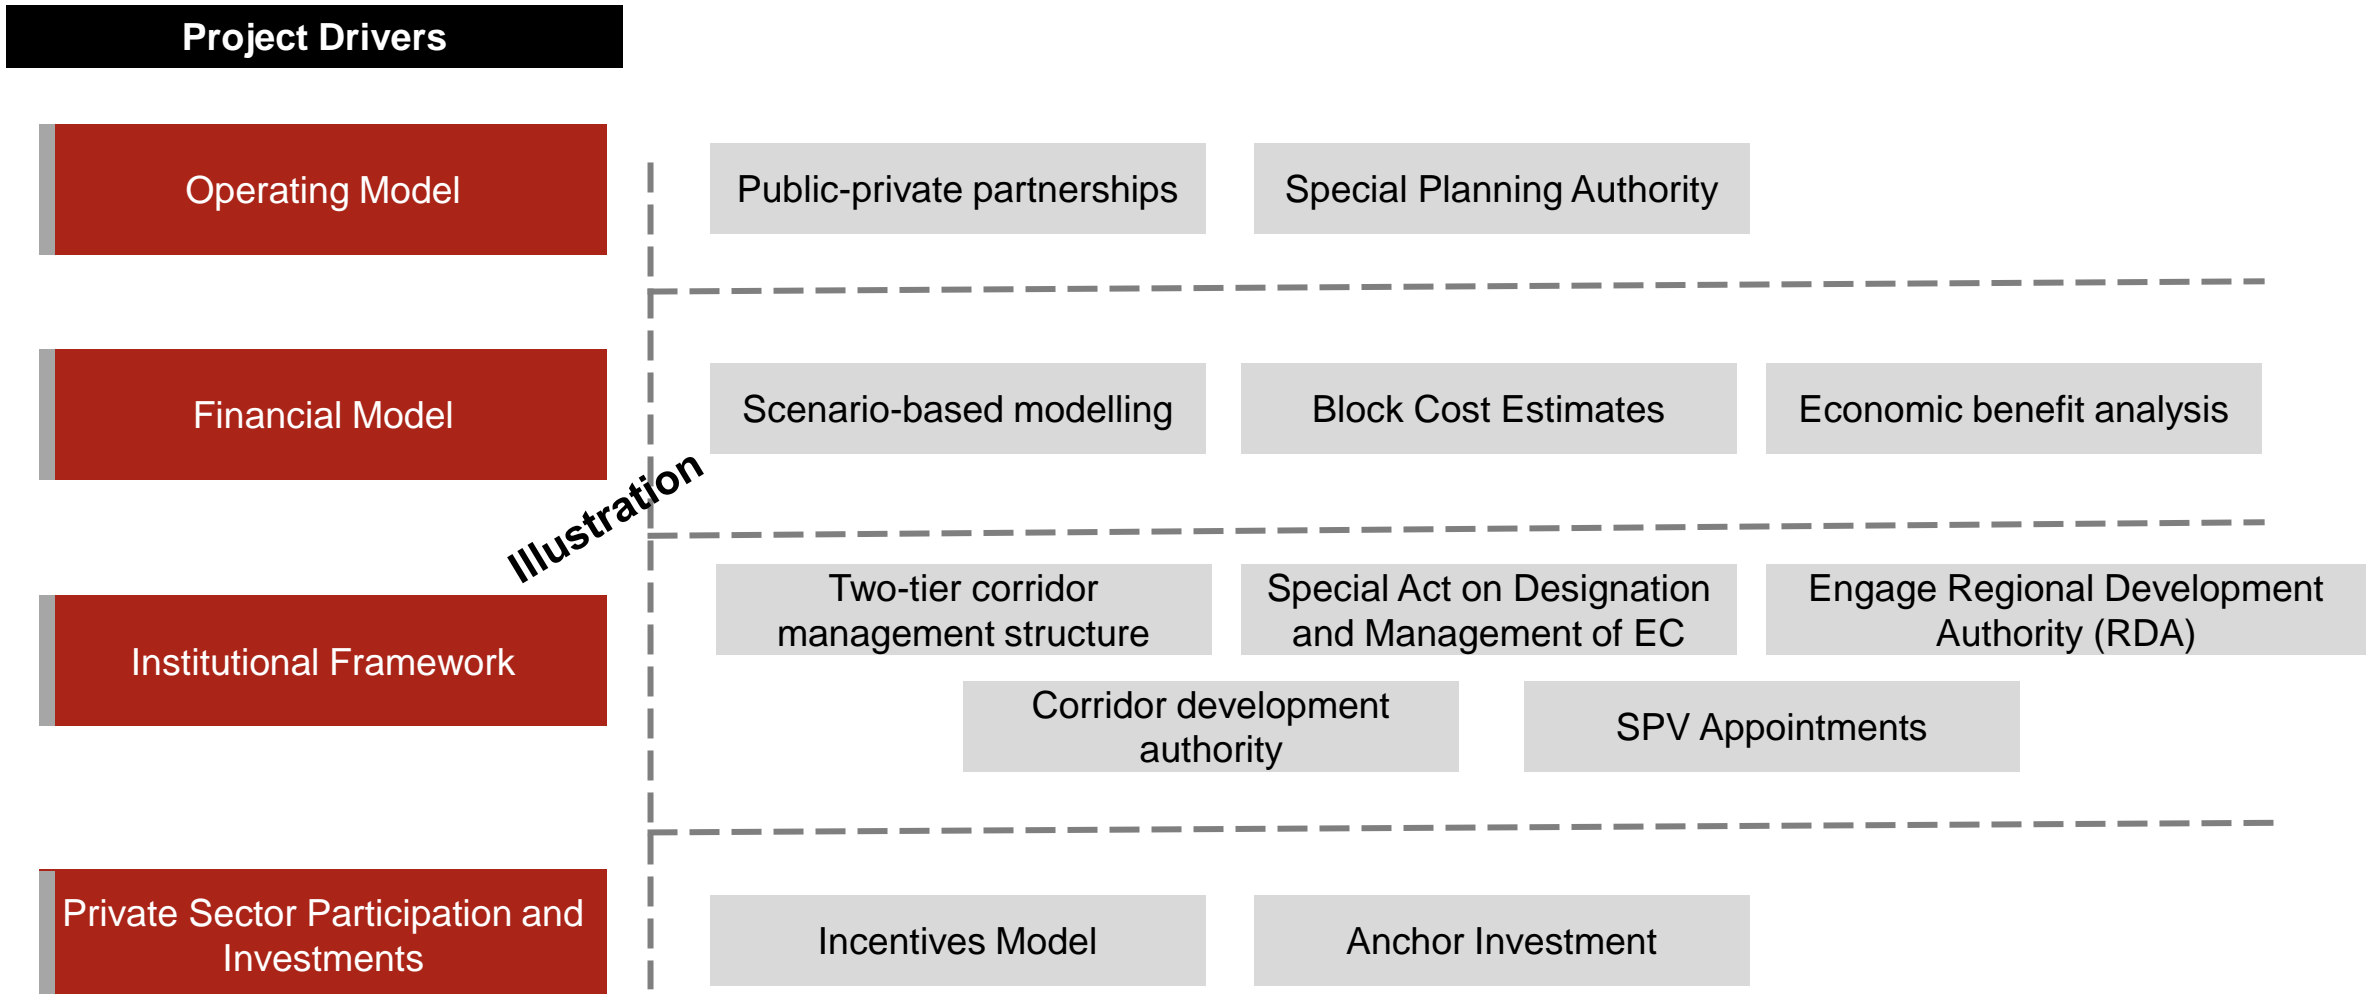 Project Drivers
Operating Model
Public-private partnerships
Special Planning Authority
Financial Model
Scenario-based modelling
Block Cost Estimates
Economic benefit analysis
Illustration
Institutional Framework
Two-tier corridor
management structure
Special Act on Designation
and Management of EC
Engage Regional Development
Authority (RDA)
Corridor development
authority
SPV Appointments
Private Sector Participation and
Investments
Incentives Model
Anchor Investment